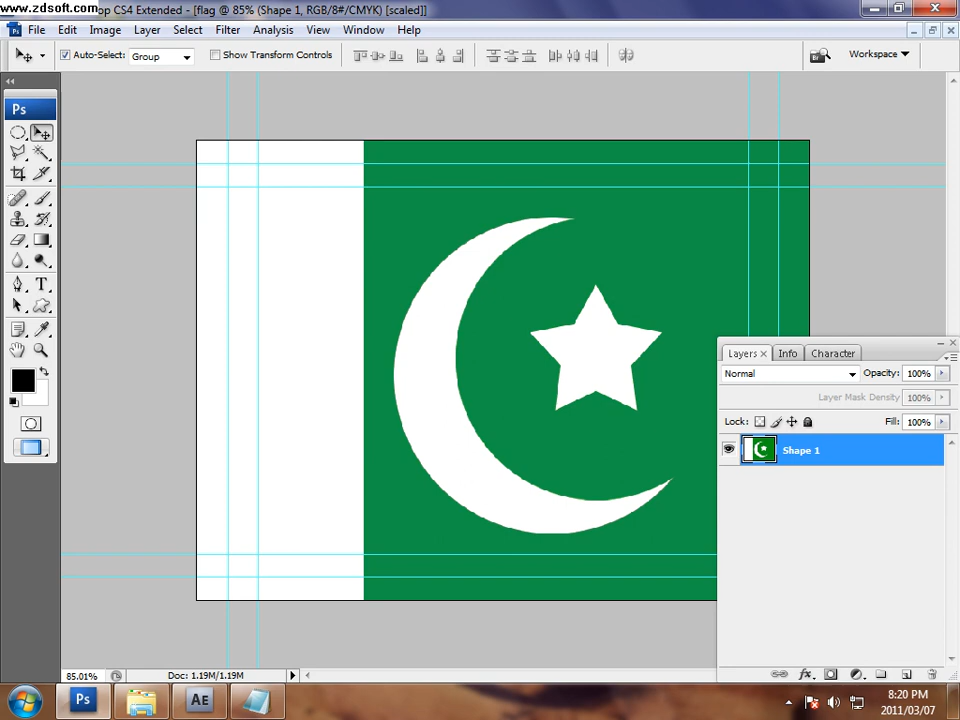 www.zdsoft.com
op CS4 Extended - [flag @ 85% (Shape 1, RGB/8#/CMYK) [scaled]]
Ps File Edit Image Layer Select Filter Analysis View Window Help
Auto-Select: Group Show Transform Controls Br Workspace
Ps
T
Layers × Info Character
Normal Opacity: 100%
Layer Mask Density: 100%
Lock: Fill: 100%
Shape 1
fx
85.01% Doc: 1.19M/1.19M
Ps AE
8:20 PM
2011/03/07